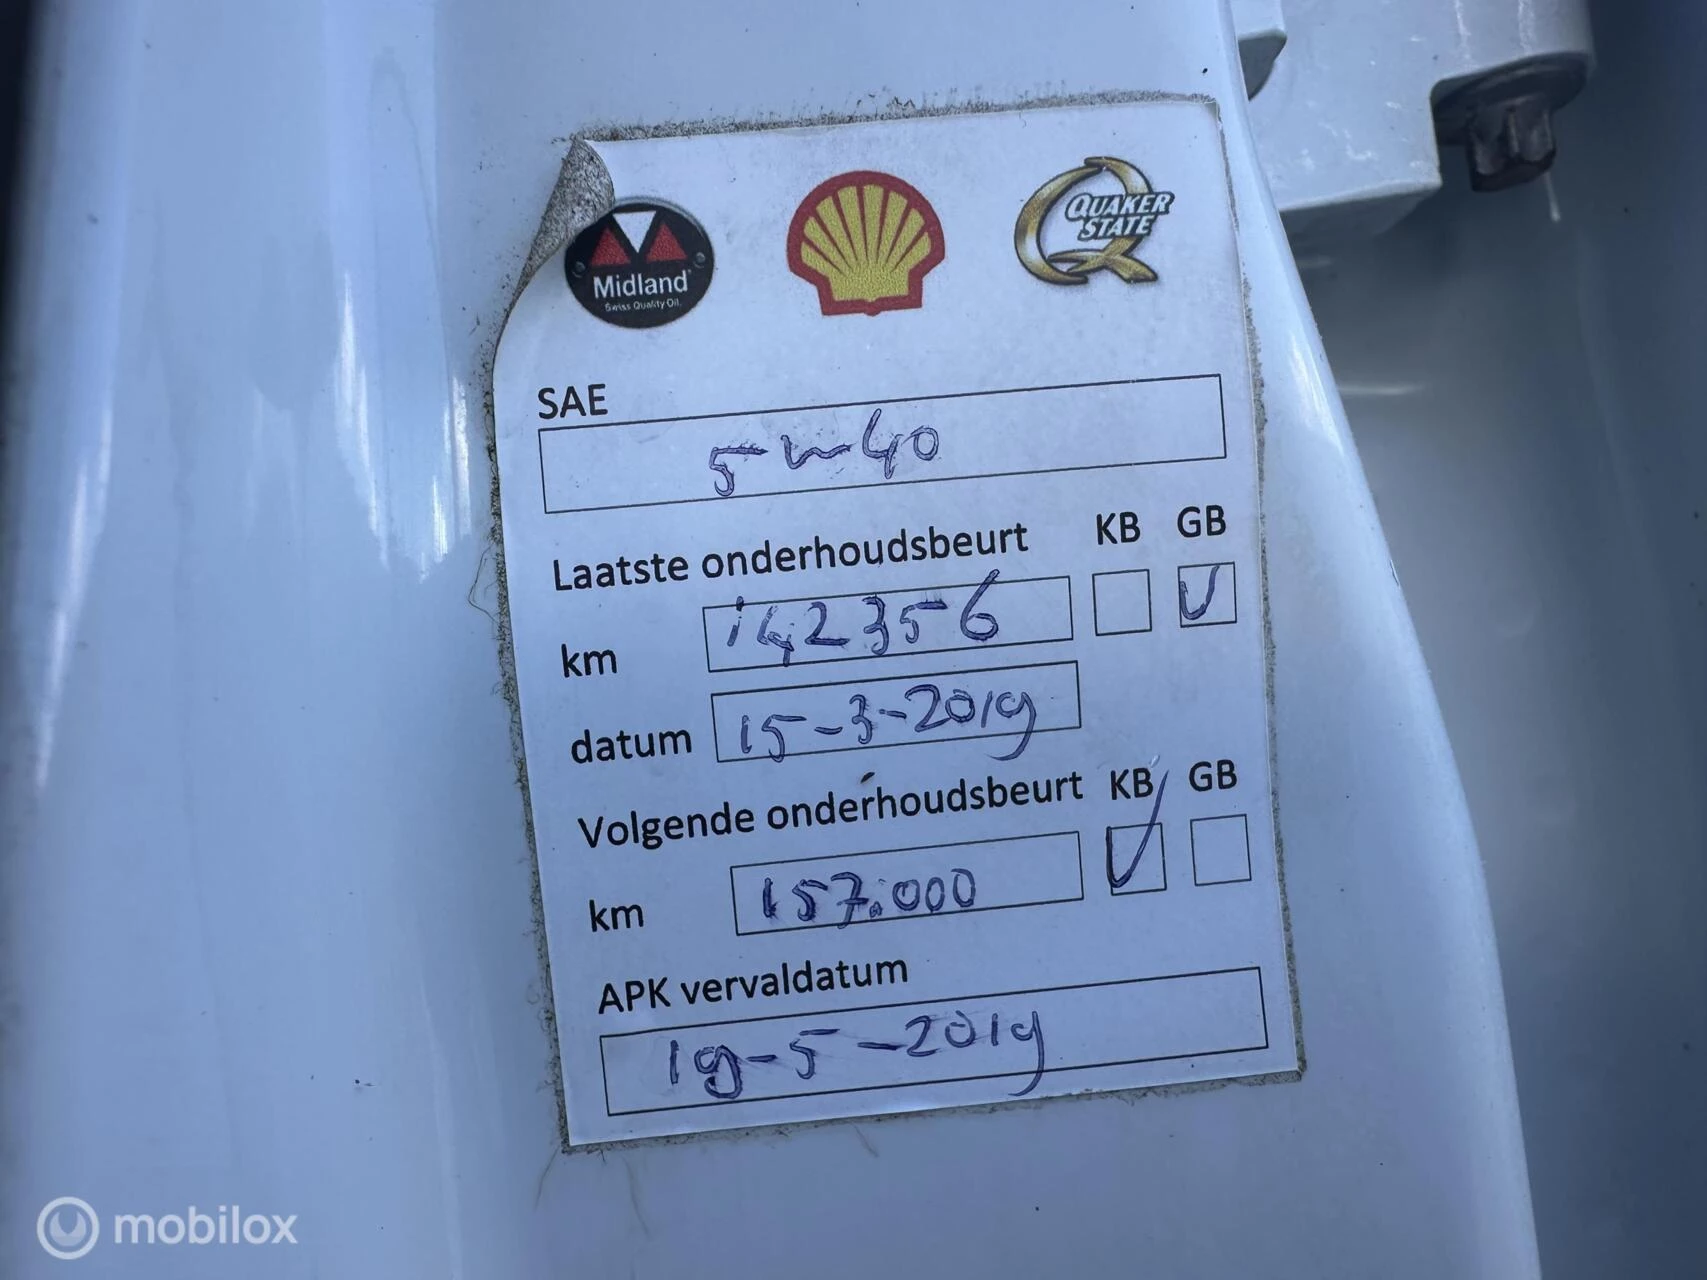 Midland
Swiss Quality Oil.
QUAKER
STATE
SAE
5w40
Laatste onderhoudsbeurt KB GB
km 142356
datum 15-3-2019
Volgende onderhoudsbeurt KB GB
km 157.000
APK vervaldatum
19-5-2019
mobilox